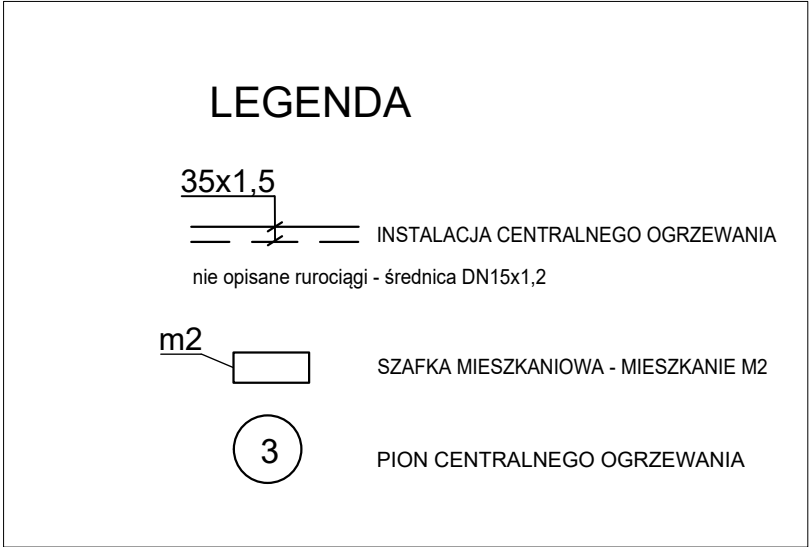 LEGENDA
35x1,5
INSTALACJA CENTRALNEGO OGRZEWANIA
nie opisane rurociągi - średnica DN15x1,2
m2
SZAFKA MIESZKANIOWA - MIESZKANIE M2
3
PION CENTRALNEGO OGRZEWANIA